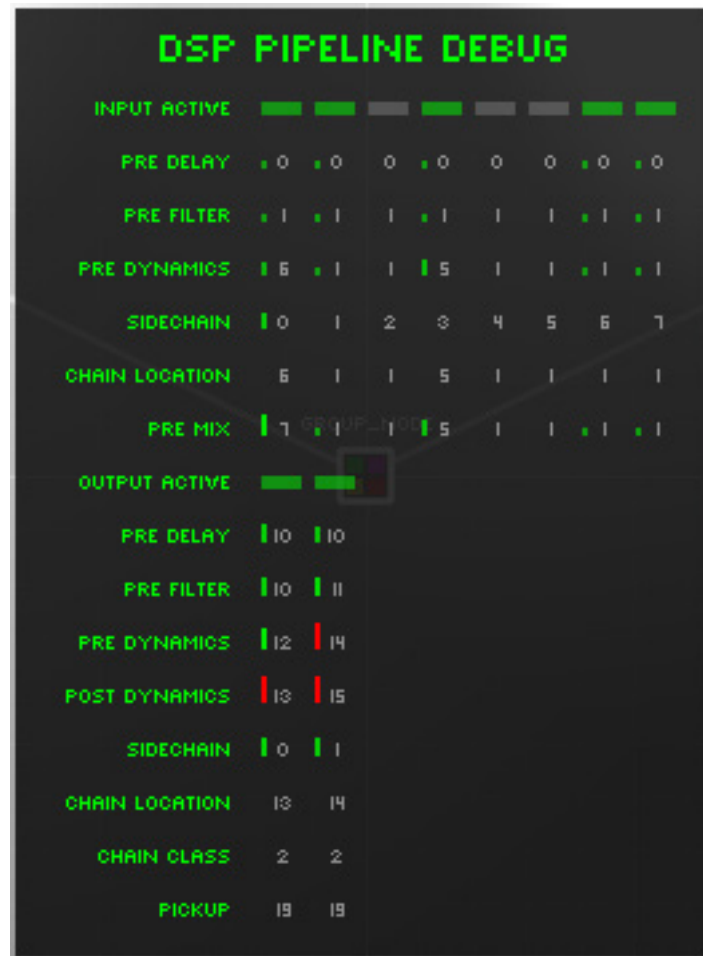 DSP PIPELINE DEBUG
INPUT ACTIVE
PRE DELAY 0 0 0 0 0 0 0 0
PRE FILTER 1 1 1 1 1 1 1 1
PRE DYNAMICS 6 1 1 5 1 1 1 1
SIDECHAIN 0 1 2 3 4 5 6 7
CHAIN LOCATION 6 1 1 5 1 1 1 1
PRE MIX 7 1 1 5 1 1 1 1
GROUP_MODE
OUTPUT ACTIVE
PRE DELAY 10 10
PRE FILTER 10 11
PRE DYNAMICS 12 14
POST DYNAMICS 13 15
SIDECHAIN 0 1
CHAIN LOCATION 13 14
CHAIN CLASS 2 2
PICKUP 19 19